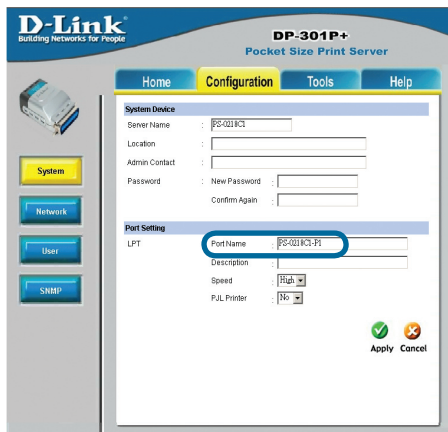 D-Link
Building Networks for People
DP-301P+
Pocket Size Print Server
Home Configuration Tools Help
System Device
Server Name : PS-0218C1
Location :
Admin Contact :
Password : New Password :
Confirm Again :
Port Setting
LPT Port Name : PS-0218C1-P1
Description :
Speed : High
PJL Printer : No
System
Network
User
SNMP
Apply Cancel